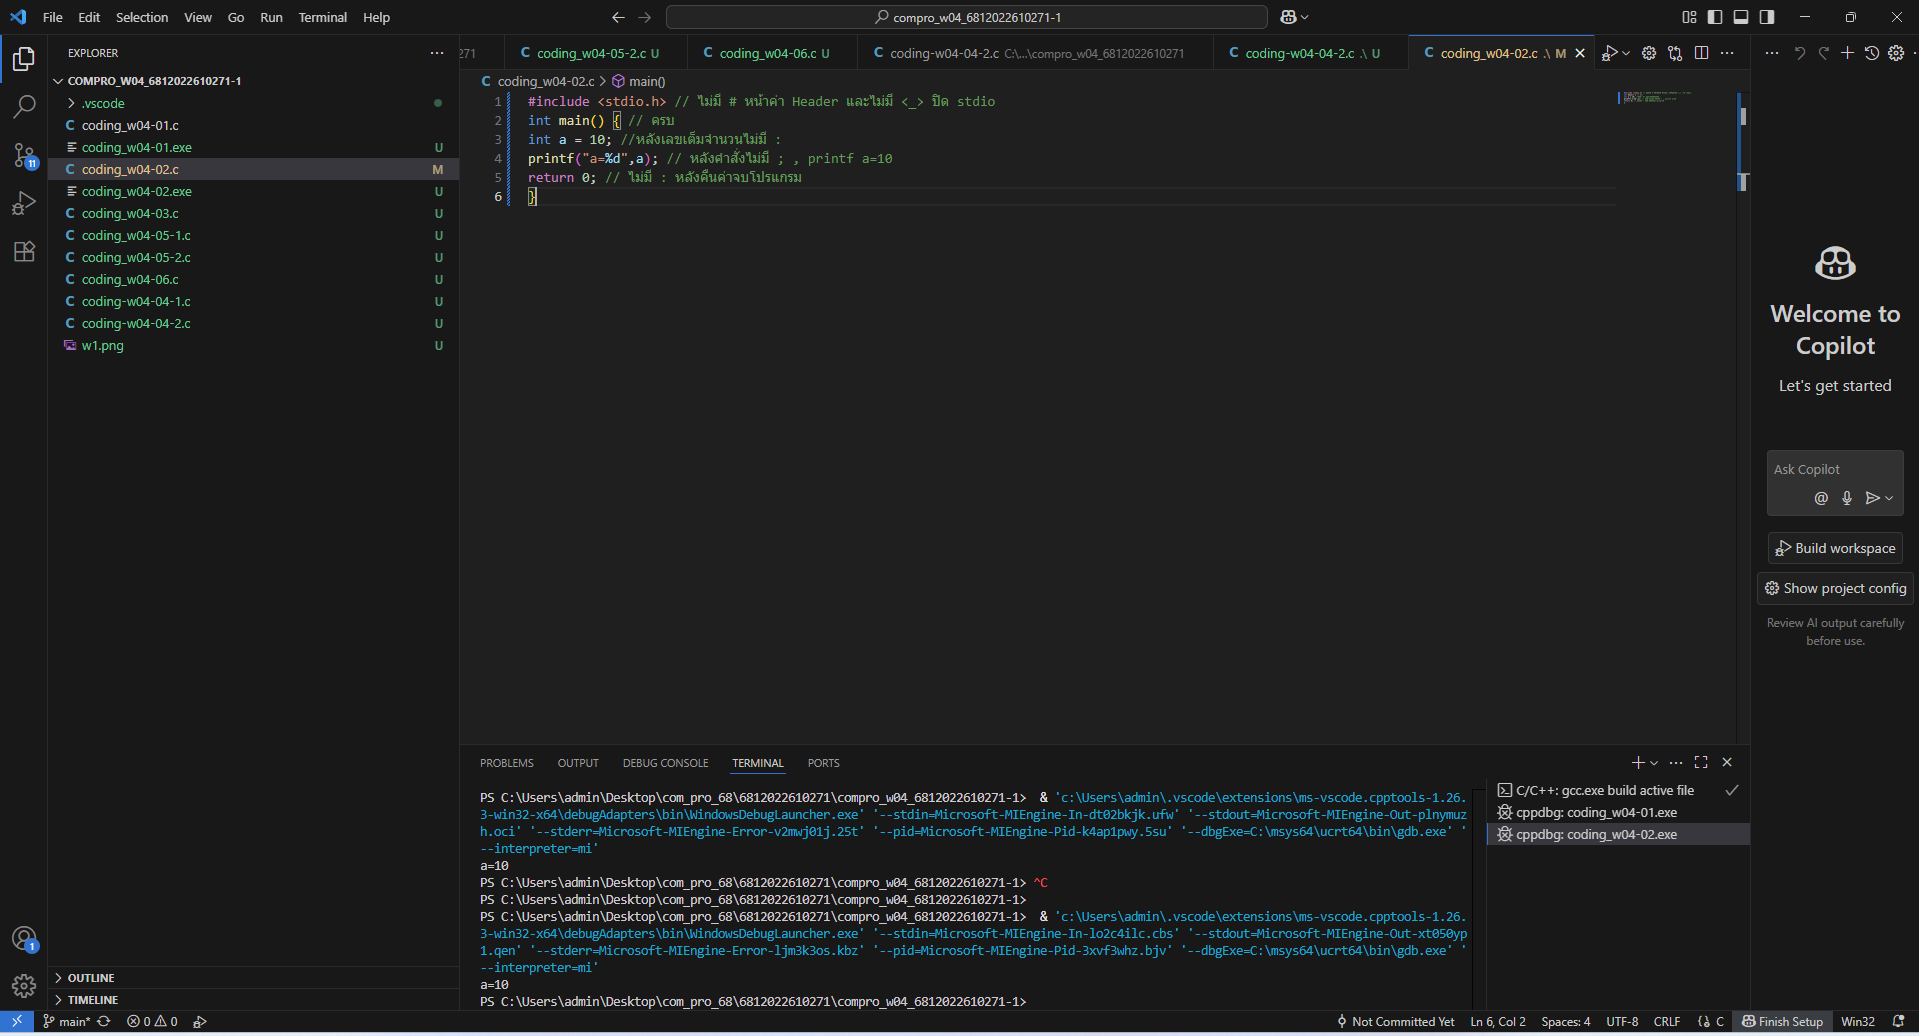 File Edit Selection View Go Run Terminal Help
compro_w04_6812022610271-1
EXPLORER
COMPRO_W04_6812022610271-1
.vscode
coding_w04-01.c
coding_w04-01.exe U
coding_w04-02.c M
coding_w04-02.exe U
coding_w04-03.c U
coding_w04-05-1.c U
coding_w04-05-2.c U
coding_w04-06.c U
coding-w04-04-1.c U
coding-w04-04-2.c U
w1.png U
11
1
OUTLINE
TIMELINE
271 coding_w04-05-2.c U coding_w04-06.c U coding-w04-04-2.c C:\...\compro_w04_6812022610271 coding-w04-04-2.c .\ U coding_w04-02.c .\ M
coding_w04-02.c > main()
1 #include <stdio.h> // ไม่มี # หน้าค่า Header และไม่มี <_> ปิด stdio
2 int main() { // ครบ
3 int a = 10; //หลังเลขเต็มจำนวนไม่มี :
4 printf("a=%d",a); // หลังคำสั่งไม่มี ; , printf a=10
5 return 0; // ไม่มี : หลังคืนค่าจบโปรแกรม
6 }
PROBLEMS OUTPUT DEBUG CONSOLE TERMINAL PORTS
PS C:\Users\admin\Desktop\com_pro_68\6812022610271\compro_w04_6812022610271-1> & 'c:\Users\admin\.vscode\extensions\ms-vscode.cpptools-1.26.
3-win32-x64\debugAdapters\bin\WindowsDebugLauncher.exe' '--stdin=Microsoft-MIEngine-In-dt02bkjk.ufw' '--stdout=Microsoft-MIEngine-Out-plnymuz
h.oci' '--stderr=Microsoft-MIEngine-Error-v2mwj01j.25t' '--pid=Microsoft-MIEngine-Pid-k4ap1pwy.5su' '--dbgExe=C:\msys64\ucrt64\bin\gdb.exe' '
--interpreter=mi'
a=10
PS C:\Users\admin\Desktop\com_pro_68\6812022610271\compro_w04_6812022610271-1> ^C
PS C:\Users\admin\Desktop\com_pro_68\6812022610271\compro_w04_6812022610271-1>
PS C:\Users\admin\Desktop\com_pro_68\6812022610271\compro_w04_6812022610271-1> & 'c:\Users\admin\.vscode\extensions\ms-vscode.cpptools-1.26.
3-win32-x64\debugAdapters\bin\WindowsDebugLauncher.exe' '--stdin=Microsoft-MIEngine-In-lo2c4ilc.cbs' '--stdout=Microsoft-MIEngine-Out-xt050yp
1.qen' '--stderr=Microsoft-MIEngine-Error-ljm3k3os.kbz' '--pid=Microsoft-MIEngine-Pid-3xvf3whz.bjv' '--dbgExe=C:\msys64\ucrt64\bin\gdb.exe' '
--interpreter=mi'
a=10
PS C:\Users\admin\Desktop\com_pro_68\6812022610271\compro_w04_6812022610271-1>
C/C++: gcc.exe build active file
cppdbg: coding_w04-01.exe
cppdbg: coding_w04-02.exe
Welcome to
Copilot
Let's get started
Ask Copilot
Build workspace
Show project config
Review AI output carefully
before use.
main* 0 0 Not Committed Yet Ln 6, Col 2 Spaces: 4 UTF-8 CRLF {} C Finish Setup Win32